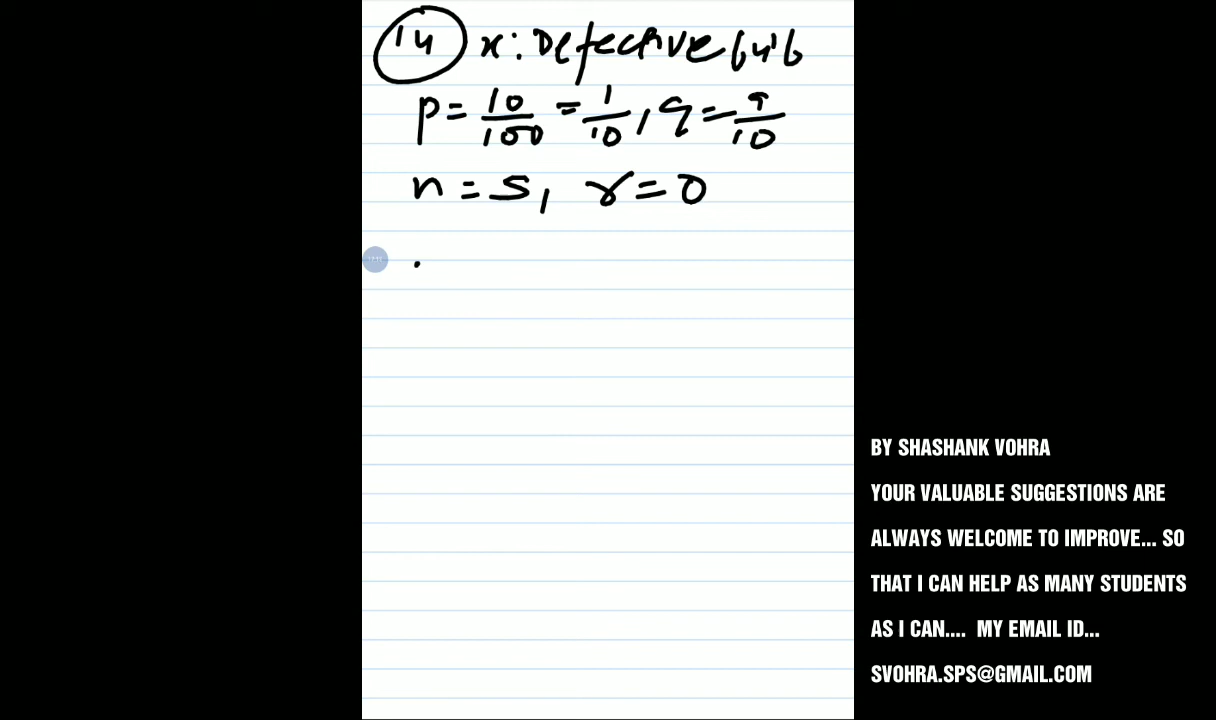 14 x: Defective bulb
p = 10/100 = 1/10, q = 9/10
n = 5, r = 0
BY SHASHANK VOHRA
YOUR VALUABLE SUGGESTIONS ARE
ALWAYS WELCOME TO IMPROVE... SO
THAT I CAN HELP AS MANY STUDENTS
AS I CAN.... MY EMAIL ID...
SVOHRA.SPS@GMAIL.COM